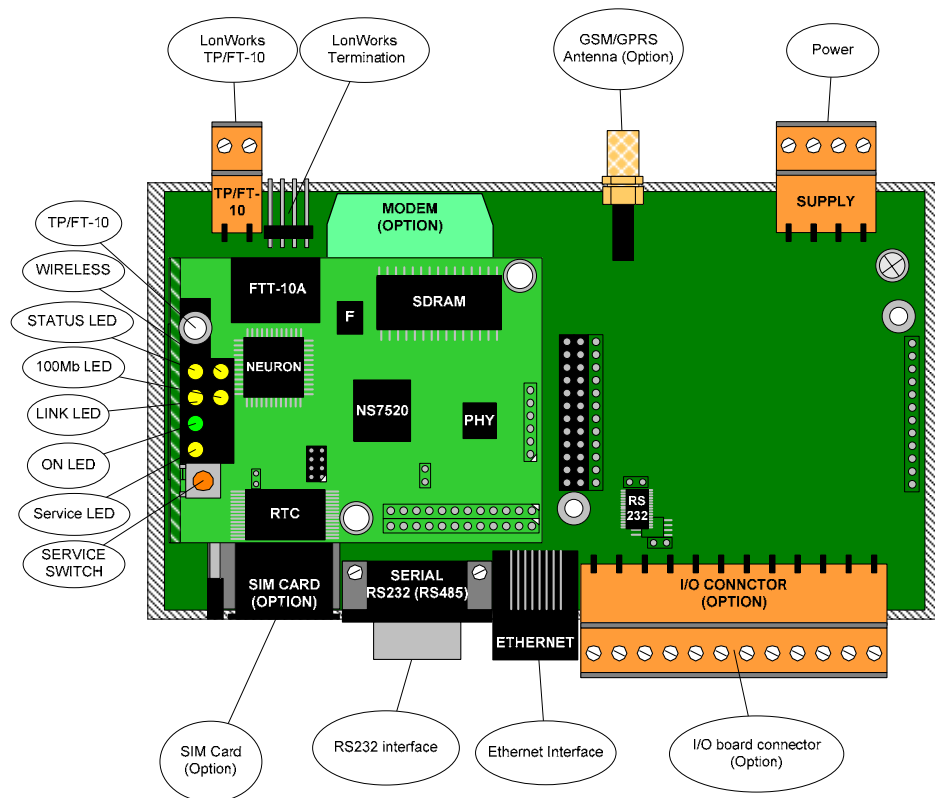 LonWorks
TP/FT-10
LonWorks
Termination
GSM/GPRS
Antenna (Option)
Power
TP/FT-
10
MODEM
(OPTION)
SUPPLY
TP/FT-10
WIRELESS
STATUS LED
100Mb LED
LINK LED
ON LED
Service LED
SERVICE
SWITCH
FTT-10A
F
SDRAM
NEURON
NS7520
PHY
RTC
RS
232
SIM CARD
(OPTION)
SERIAL
RS232 (RS485)
ETHERNET
I/O CONNCTOR
(OPTION)
SIM Card
(Option)
RS232 interface
Ethernet Interface
I/O board connector
(Option)